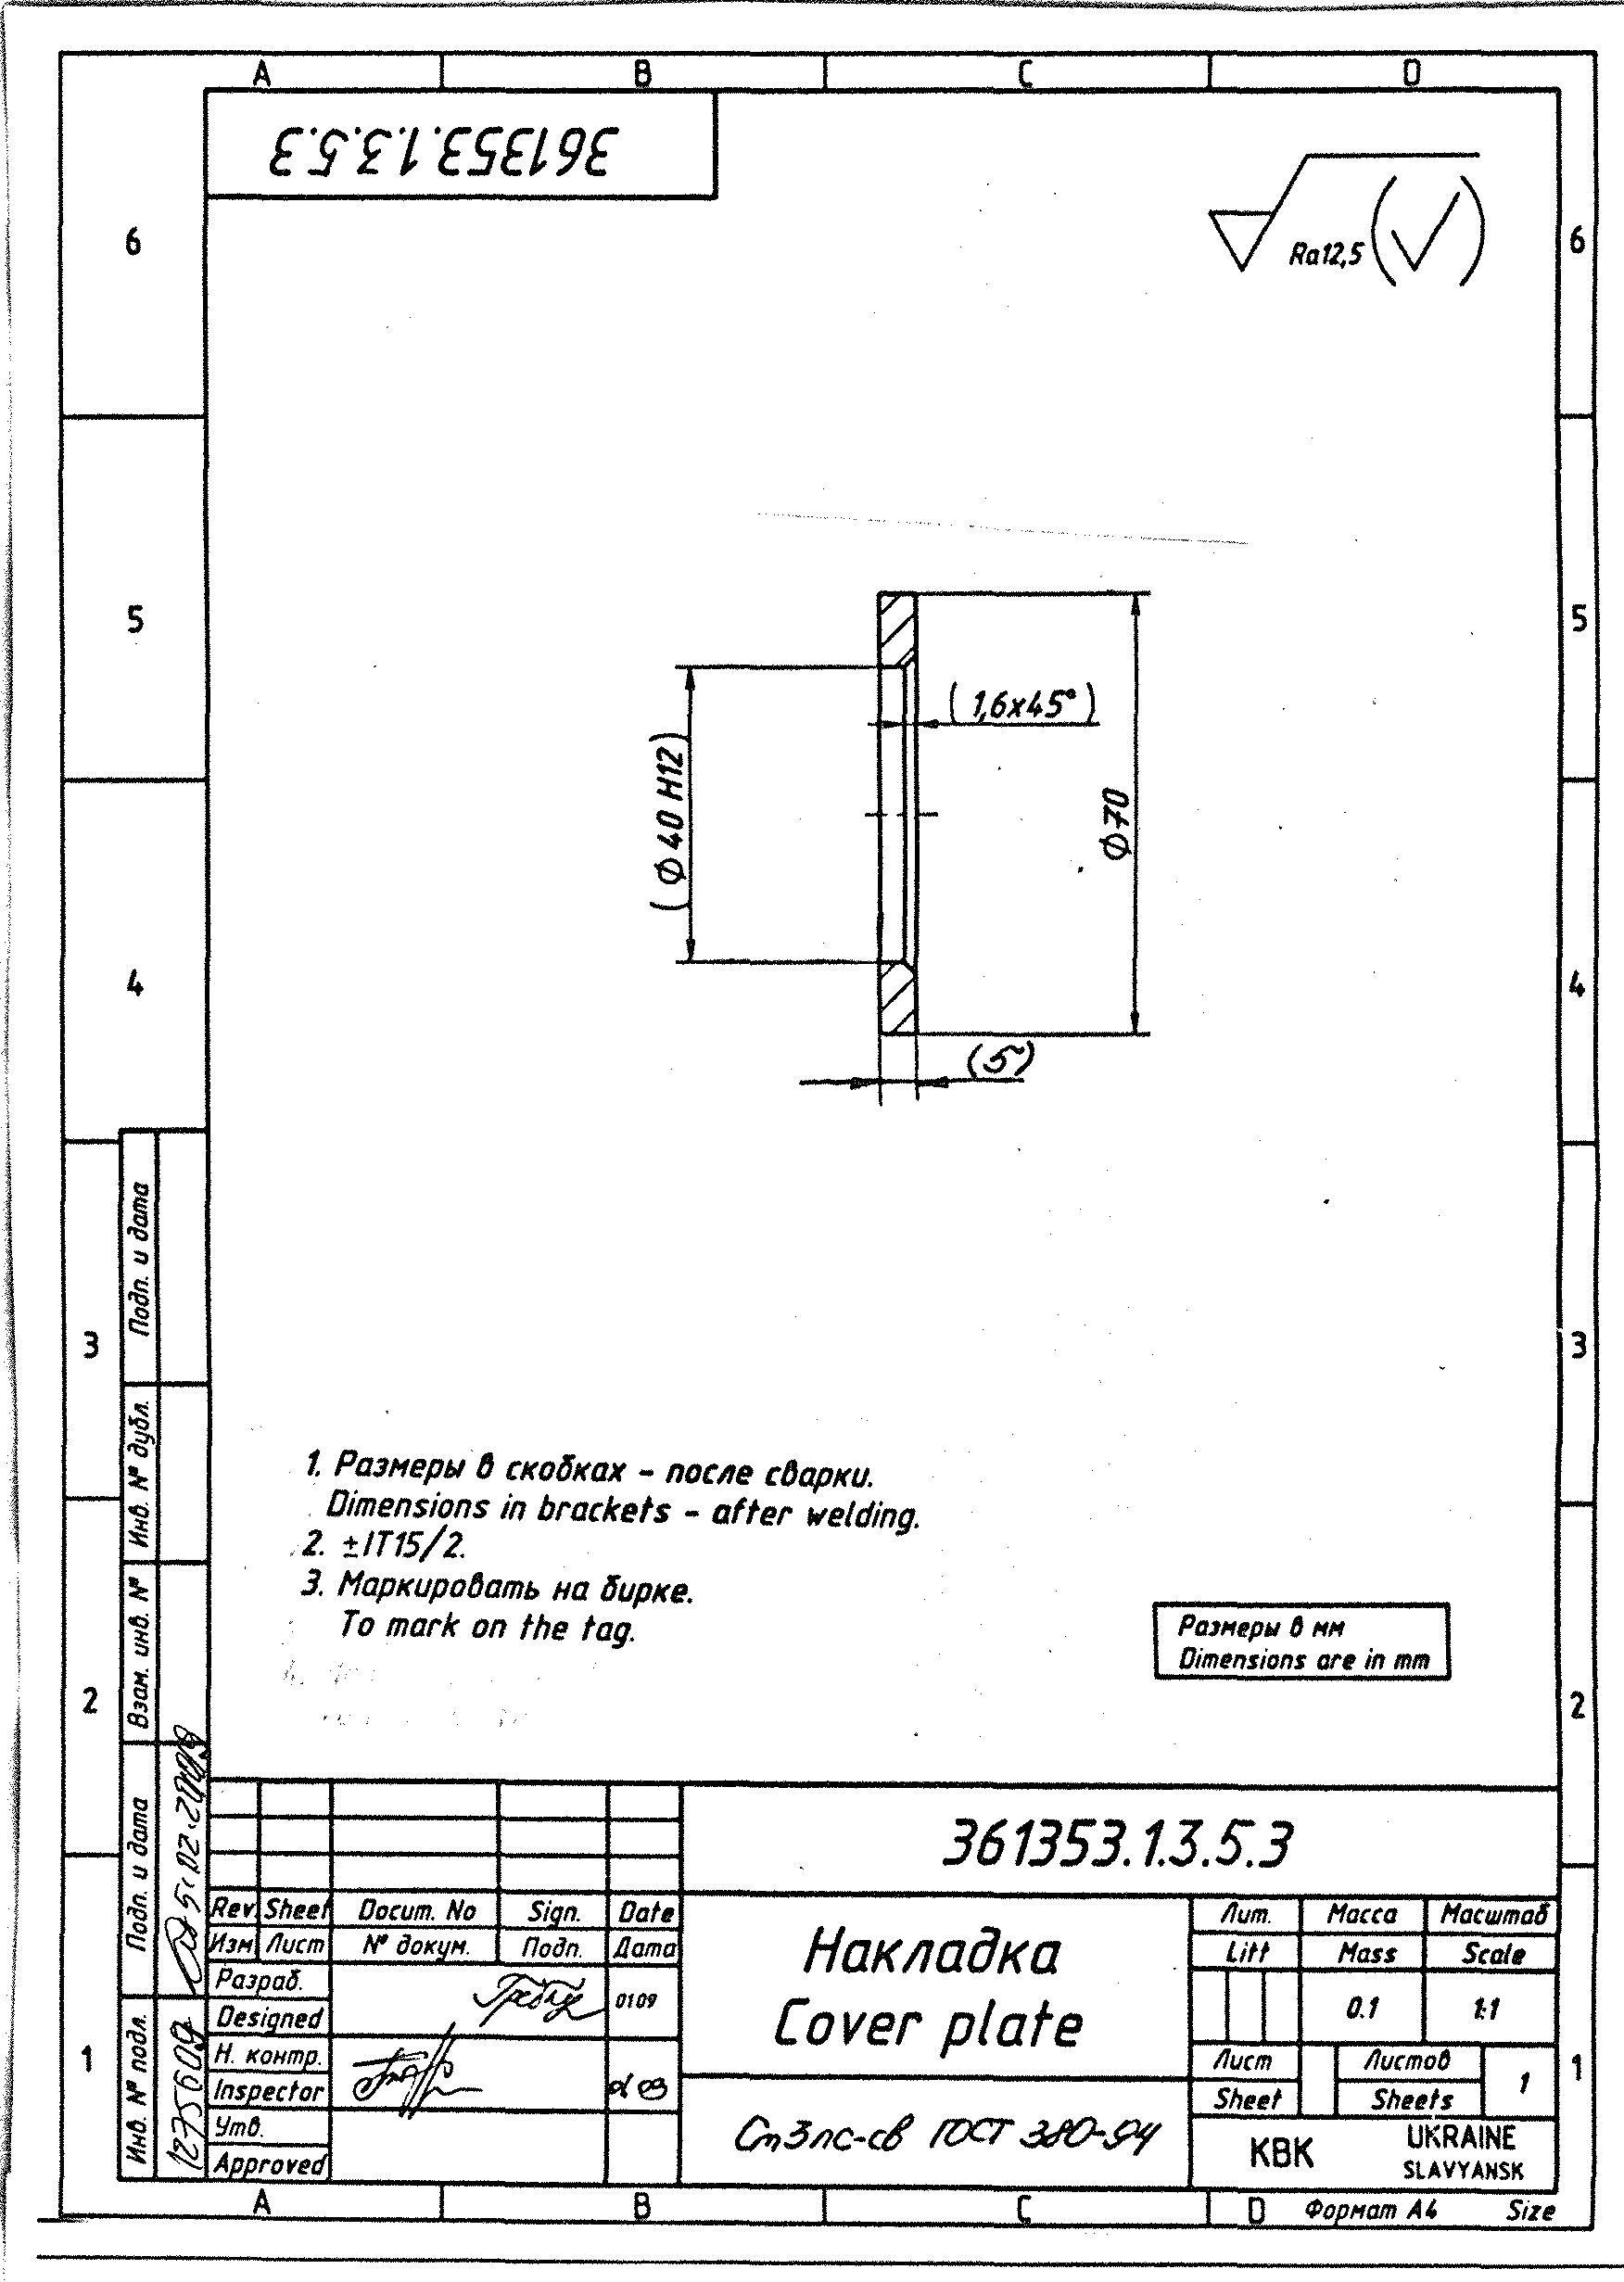 A B C D
361353.1.3.5.3
Ra12,5
6 6
5 5
(1,6x45°)
(Ø40 H12)
Ø70
4 4
(5)
Подп. и дата
3 3
Инв. № дубл.
1. Размеры в скобках - после сварки.
Dimensions in brackets - after welding.
2. ±IT15/2.
3. Маркировать на бирке.
To mark on the tag.
Размеры в мм
Dimensions are in mm
Взам. инв. №
2 2
Подп. и дата
361353.1.3.5.3
Rev. Sheet Docum. No Sign. Date
Изм Лист № докум. Подп. Дата
Накладка
Cover plate
Лит. Масса Масштаб
Litt Mass Scale
0.1 1:1
Разраб.
Designed
0109
Н. контр.
Inspector
Лист Листов
Sheet Sheets 1
Утв.
Approved
Ст3пс-св ГОСТ 380-94
КВК UKRAINE
SLAVYANSK
Инв. № подл.
1275609
1 1
A B C D Формат А4 Size